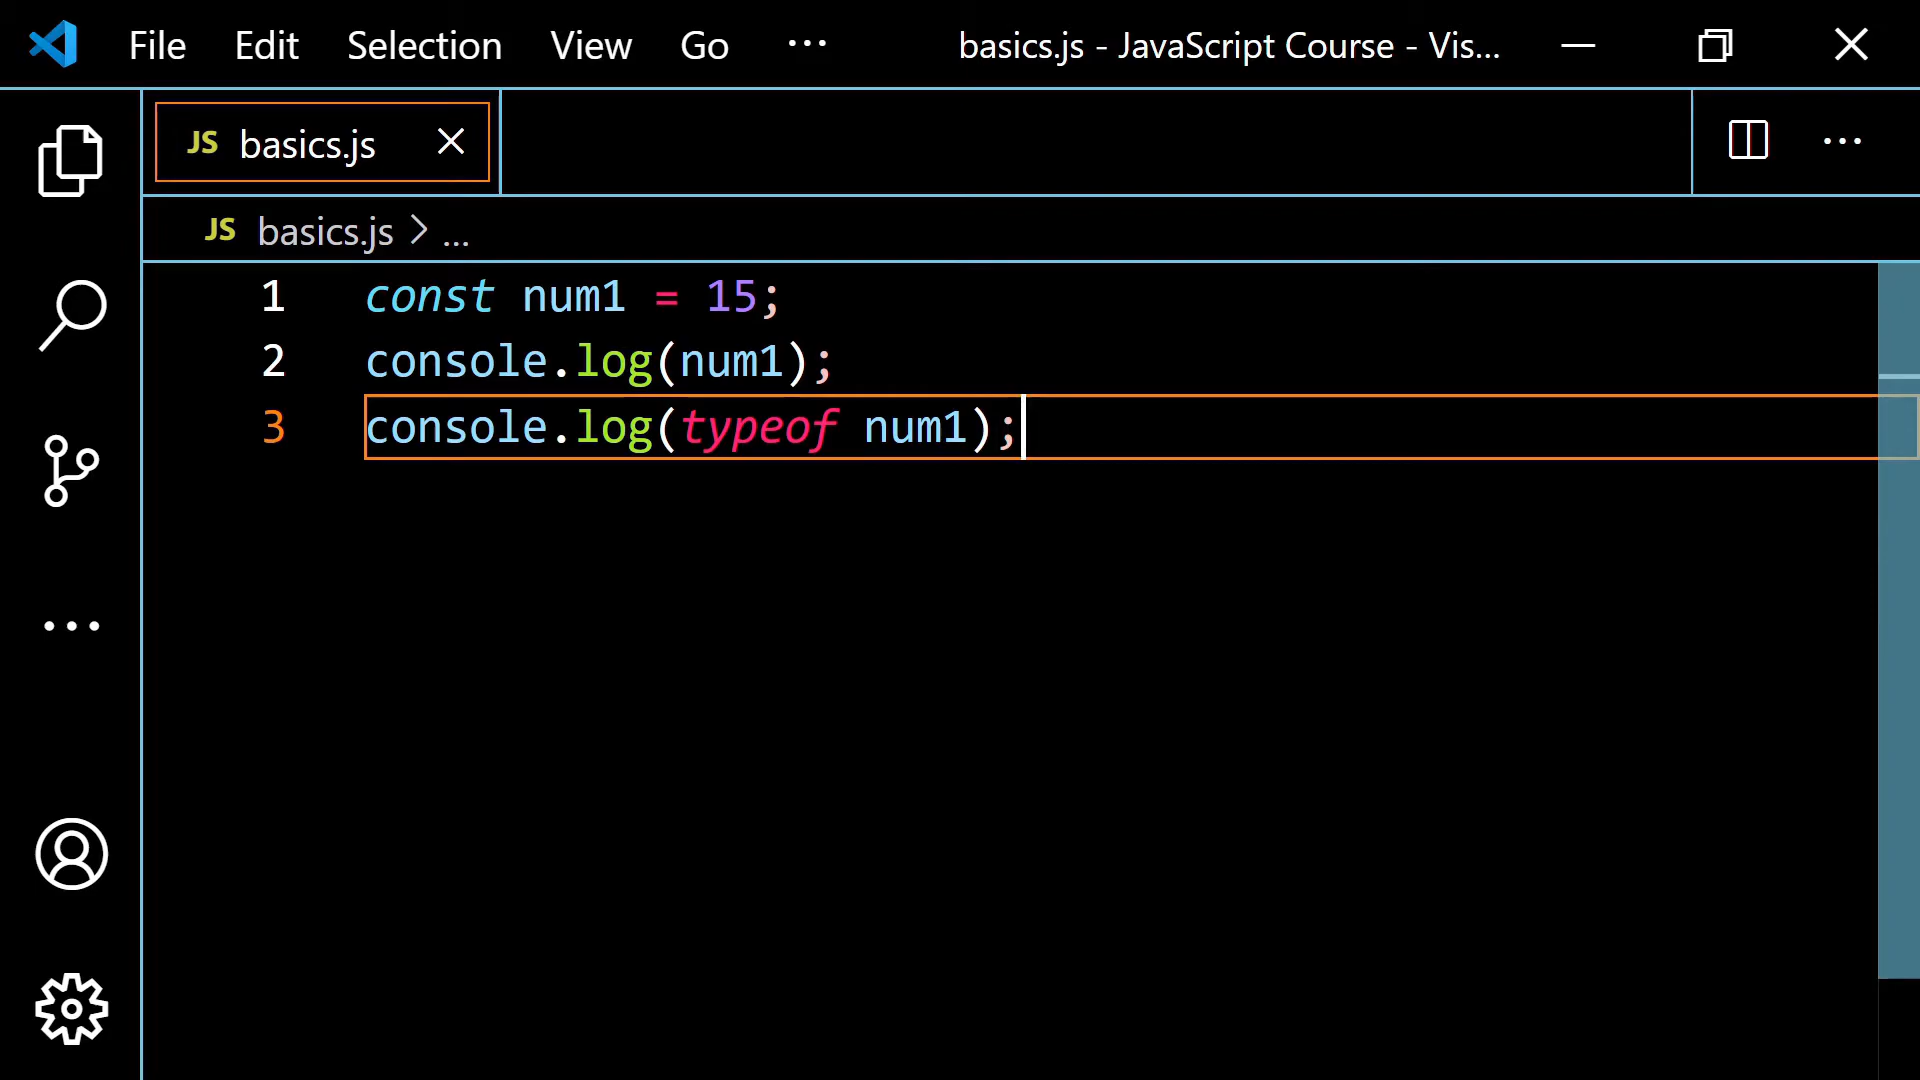 File Edit Selection View Go ... basics.js - JavaScript Course - Vis...
JS basics.js
JS basics.js > ...
1 const num1 = 15;
2 console.log(num1);
3 console.log(typeof num1);